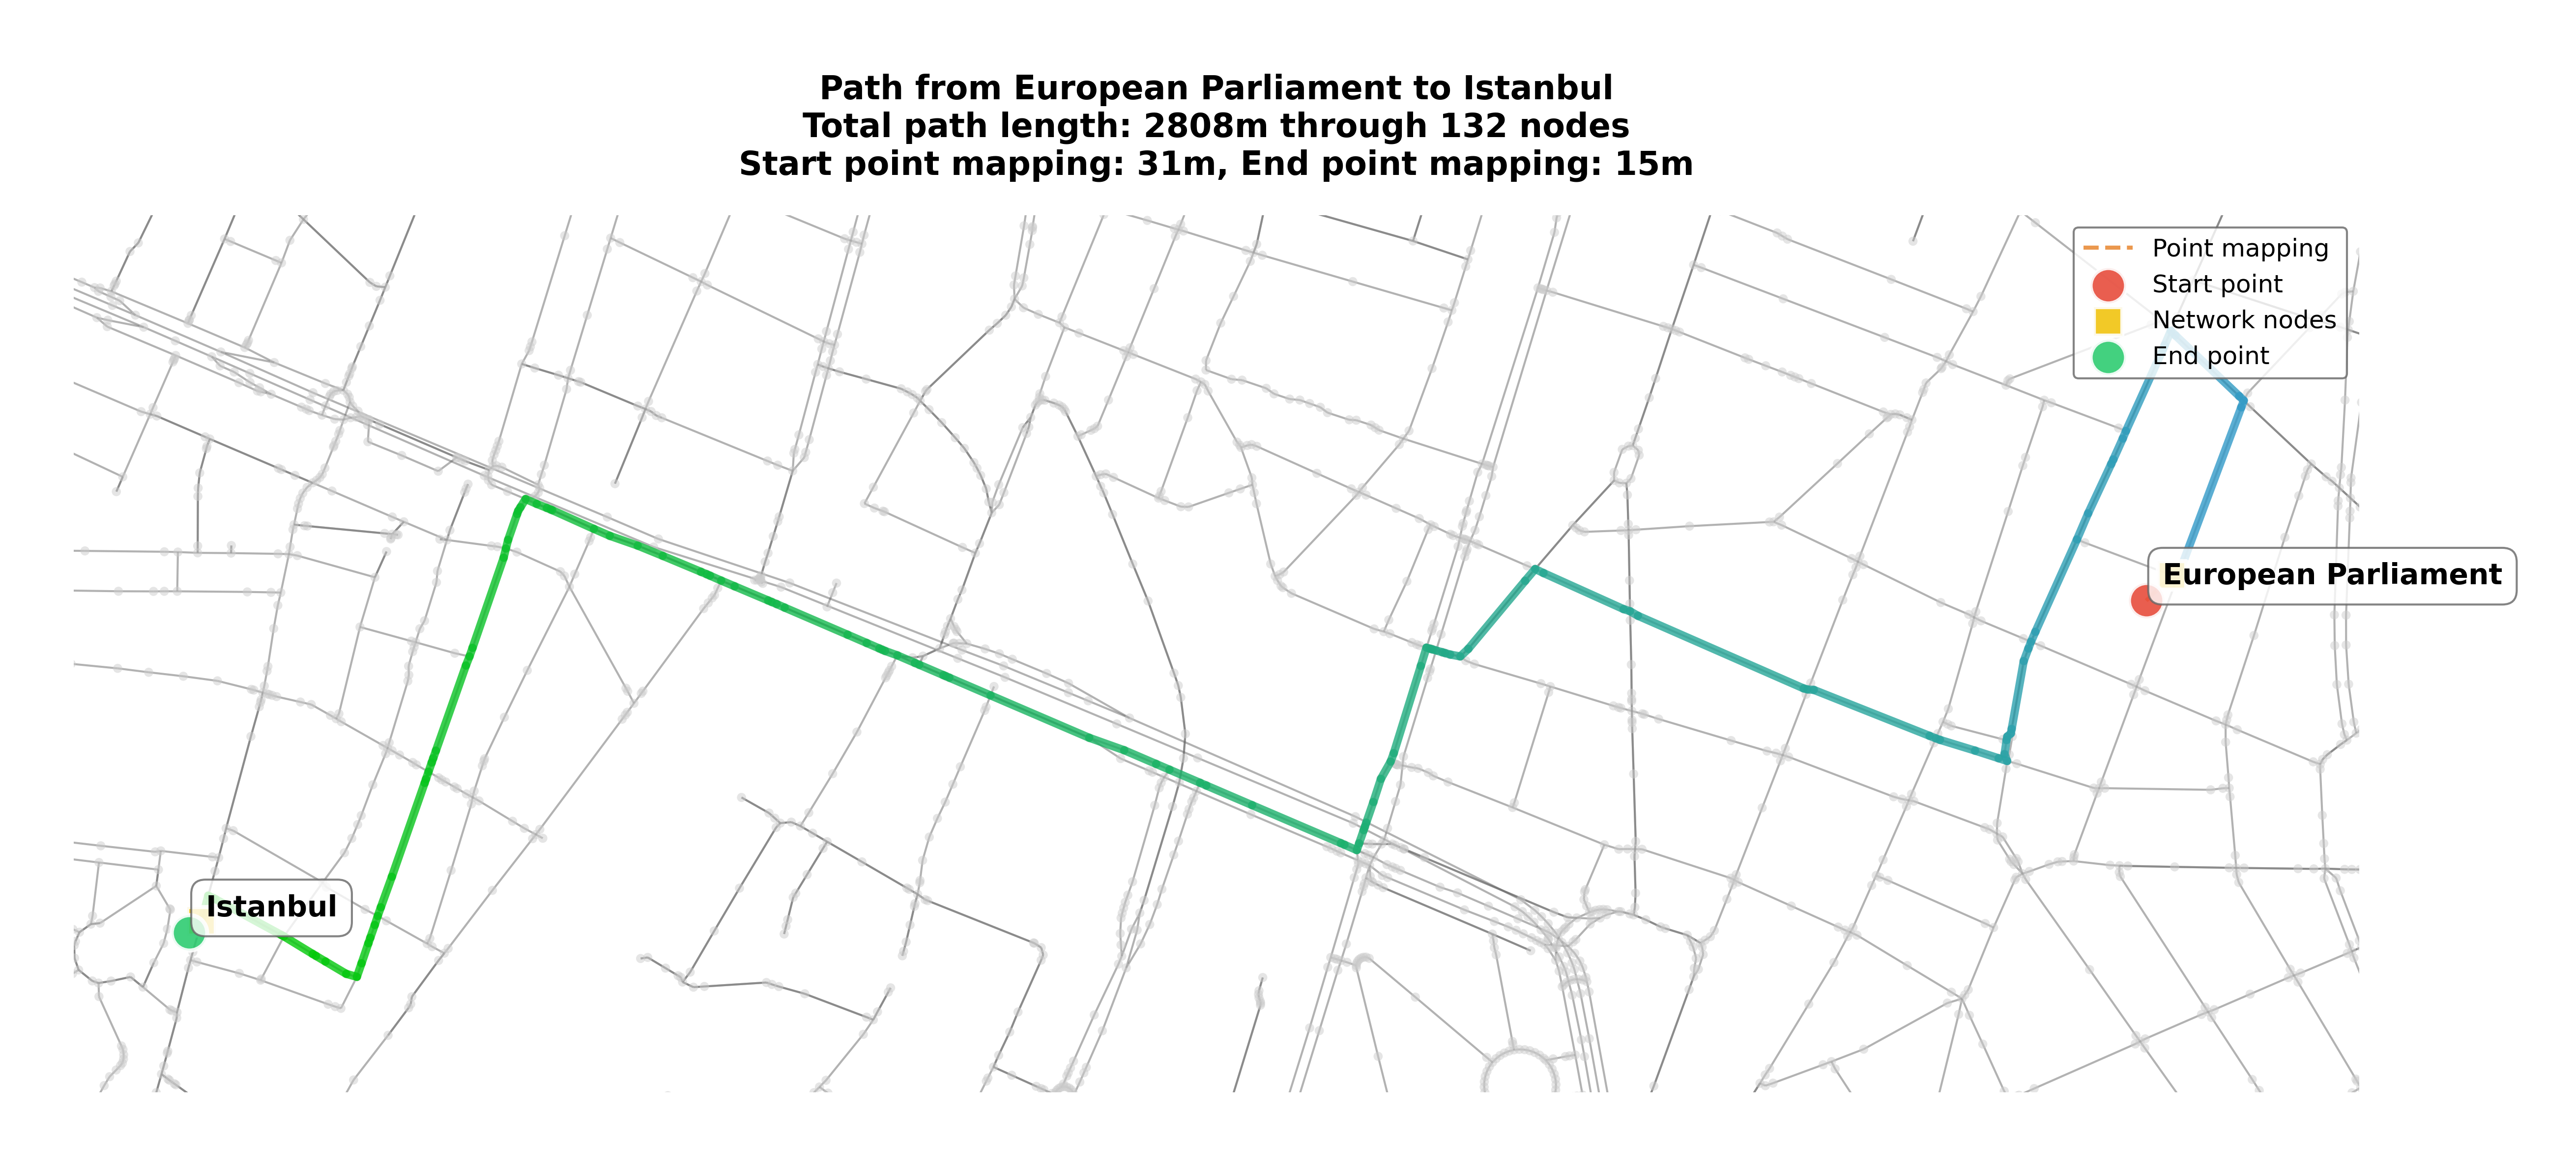 Path from European Parliament to Istanbul
Total path length: 2808m through 132 nodes
Start point mapping: 31m, End point mapping: 15m
Point mapping
Start point
Network nodes
End point
European Parliament
Istanbul